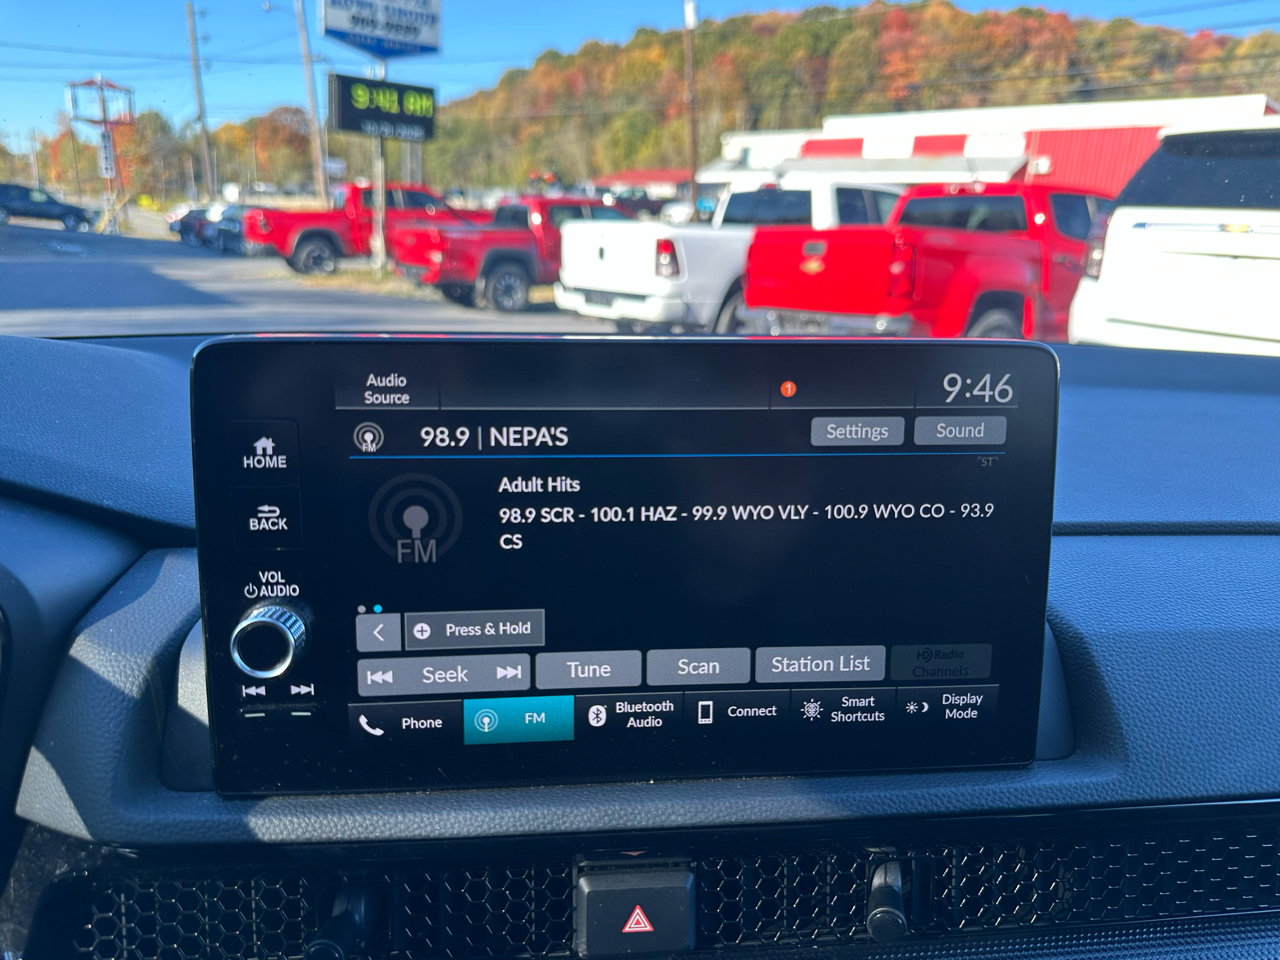 9:41 AM
Audio
Source
1
9:46
FM
98.9 | NEPA'S
Settings
Sound
"ST"
HOME
Adult Hits
98.9 SCR - 100.1 HAZ - 99.9 WYO VLY - 100.9 WYO CO - 93.9
CS
BACK
FM
VOL
AUDIO
Press & Hold
Seek
Tune
Scan
Station List
HD Radio
Channels
Phone
FM
Bluetooth
Audio
Connect
Smart
Shortcuts
Display
Mode